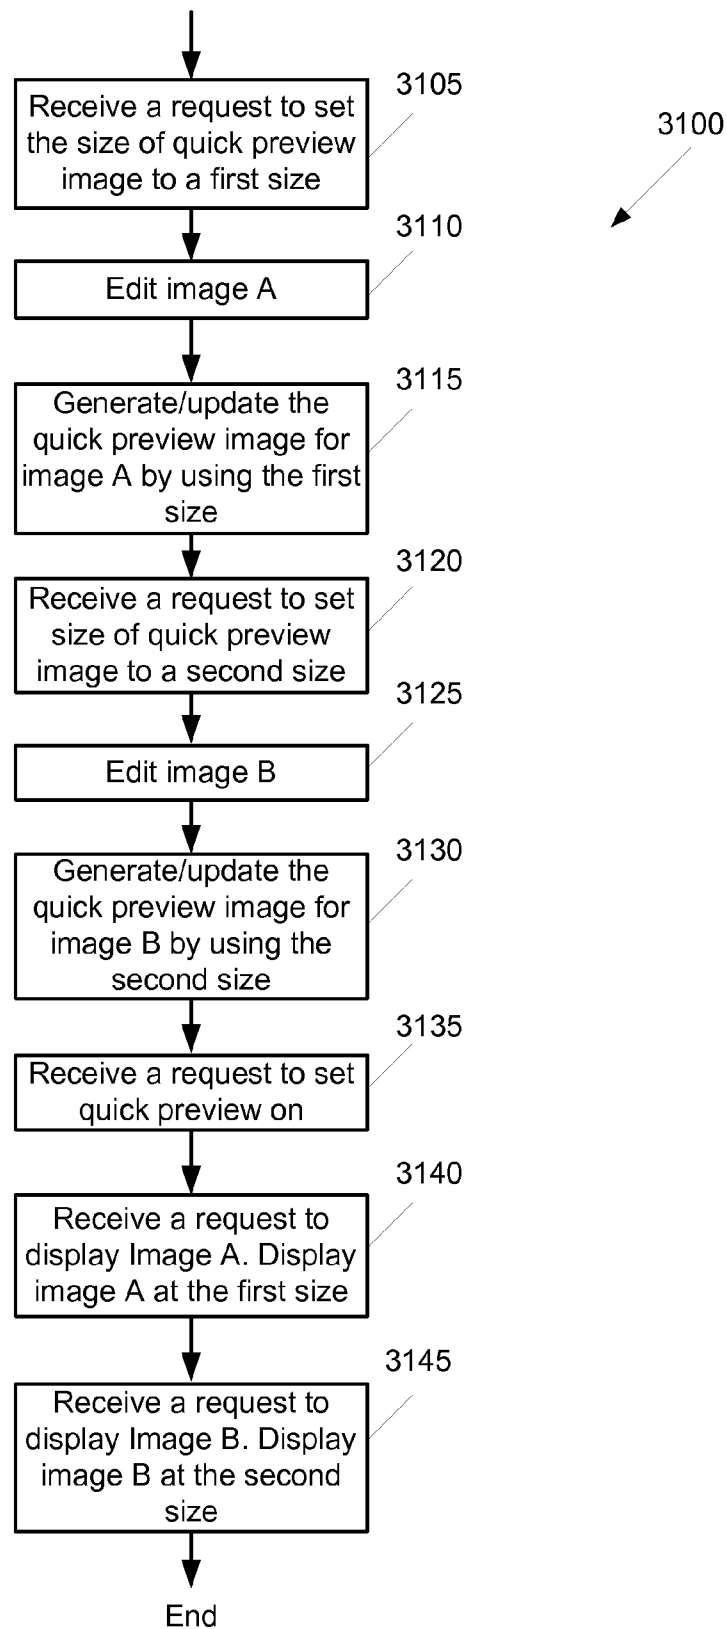 3105
Receive a request to set
the size of quick preview
image to a first size
3100
3110
Edit image A
3115
Generate/update the
quick preview image for
image A by using the first
size
3120
Receive a request to set
size of quick preview
image to a second size
3125
Edit image B
3130
Generate/update the
quick preview image for
image B by using the
second size
3135
Receive a request to set
quick preview on
3140
Receive a request to
display Image A. Display
image A at the first size
3145
Receive a request to
display Image B. Display
image B at the second
size
End